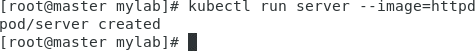 [root@master mylab]# kubectl run server --image=httpd
pod/server created
[root@master mylab]#